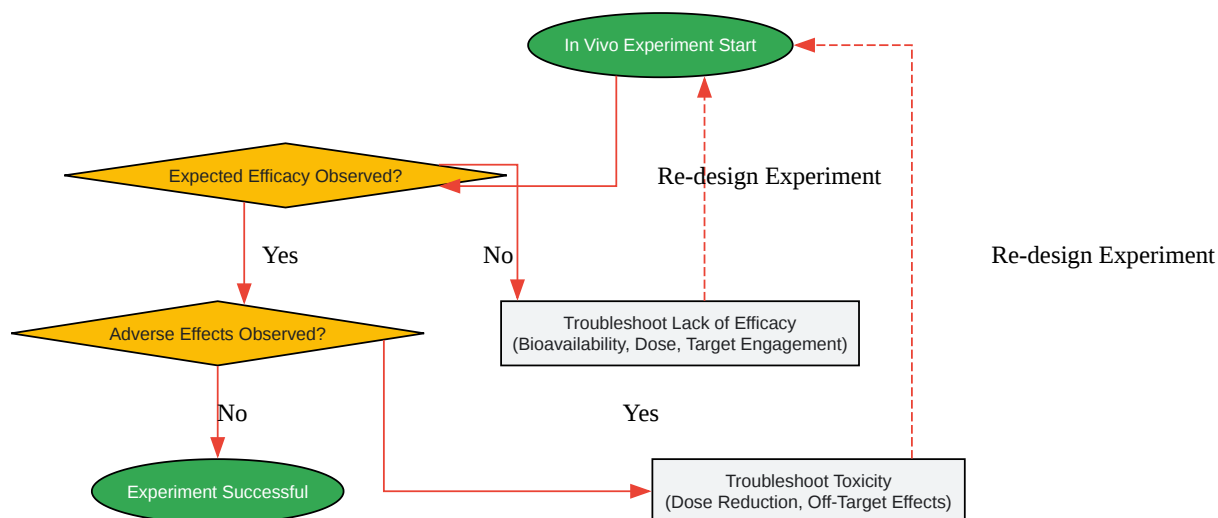 In Vivo Experiment Start
Expected Efficacy Observed?
Re-design Experiment
Yes
No
Re-design Experiment
Adverse Effects Observed?
Troubleshoot Lack of Efficacy
(Bioavailability, Dose, Target Engagement)
No
Yes
Experiment Successful
Troubleshoot Toxicity
(Dose Reduction, Off-Target Effects)